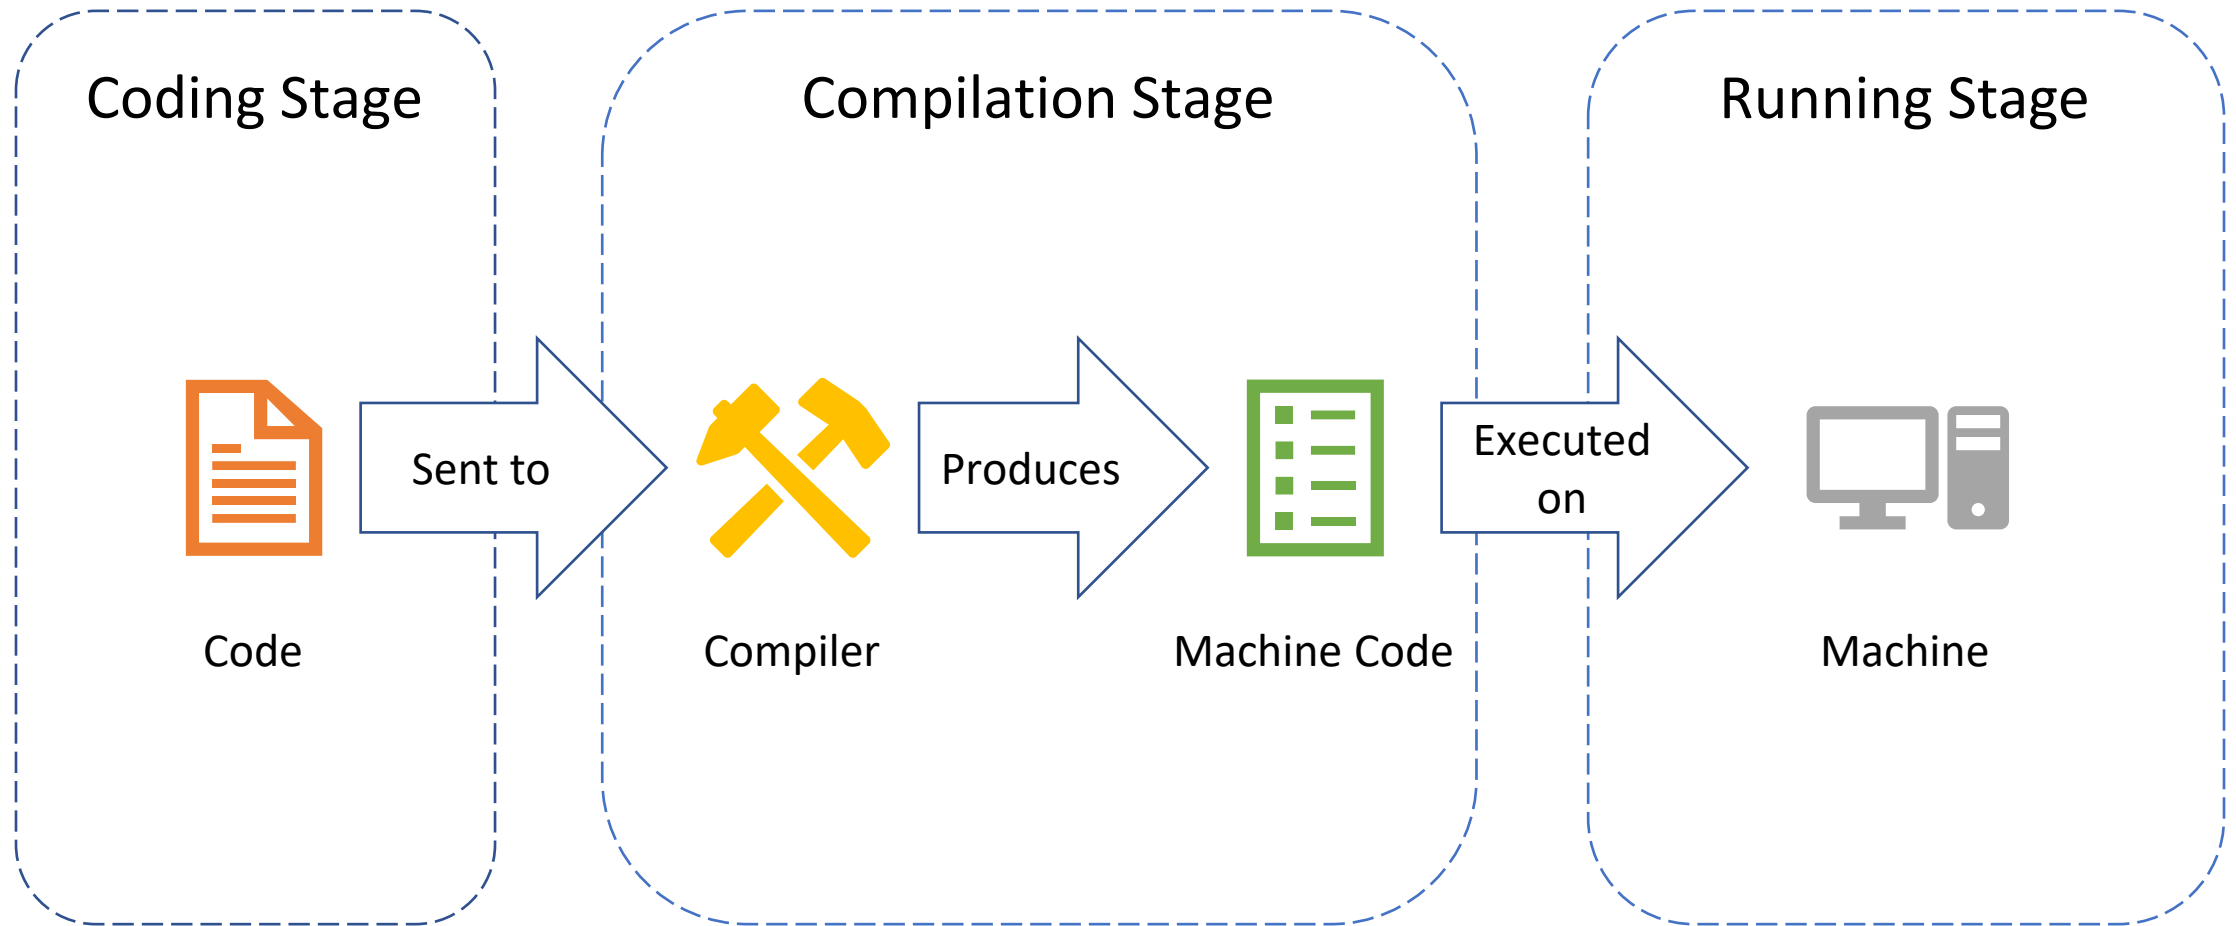 Coding Stage
Compilation Stage
Running Stage
Sent to
Produces
Executed
on
Code
Compiler
Machine Code
Machine